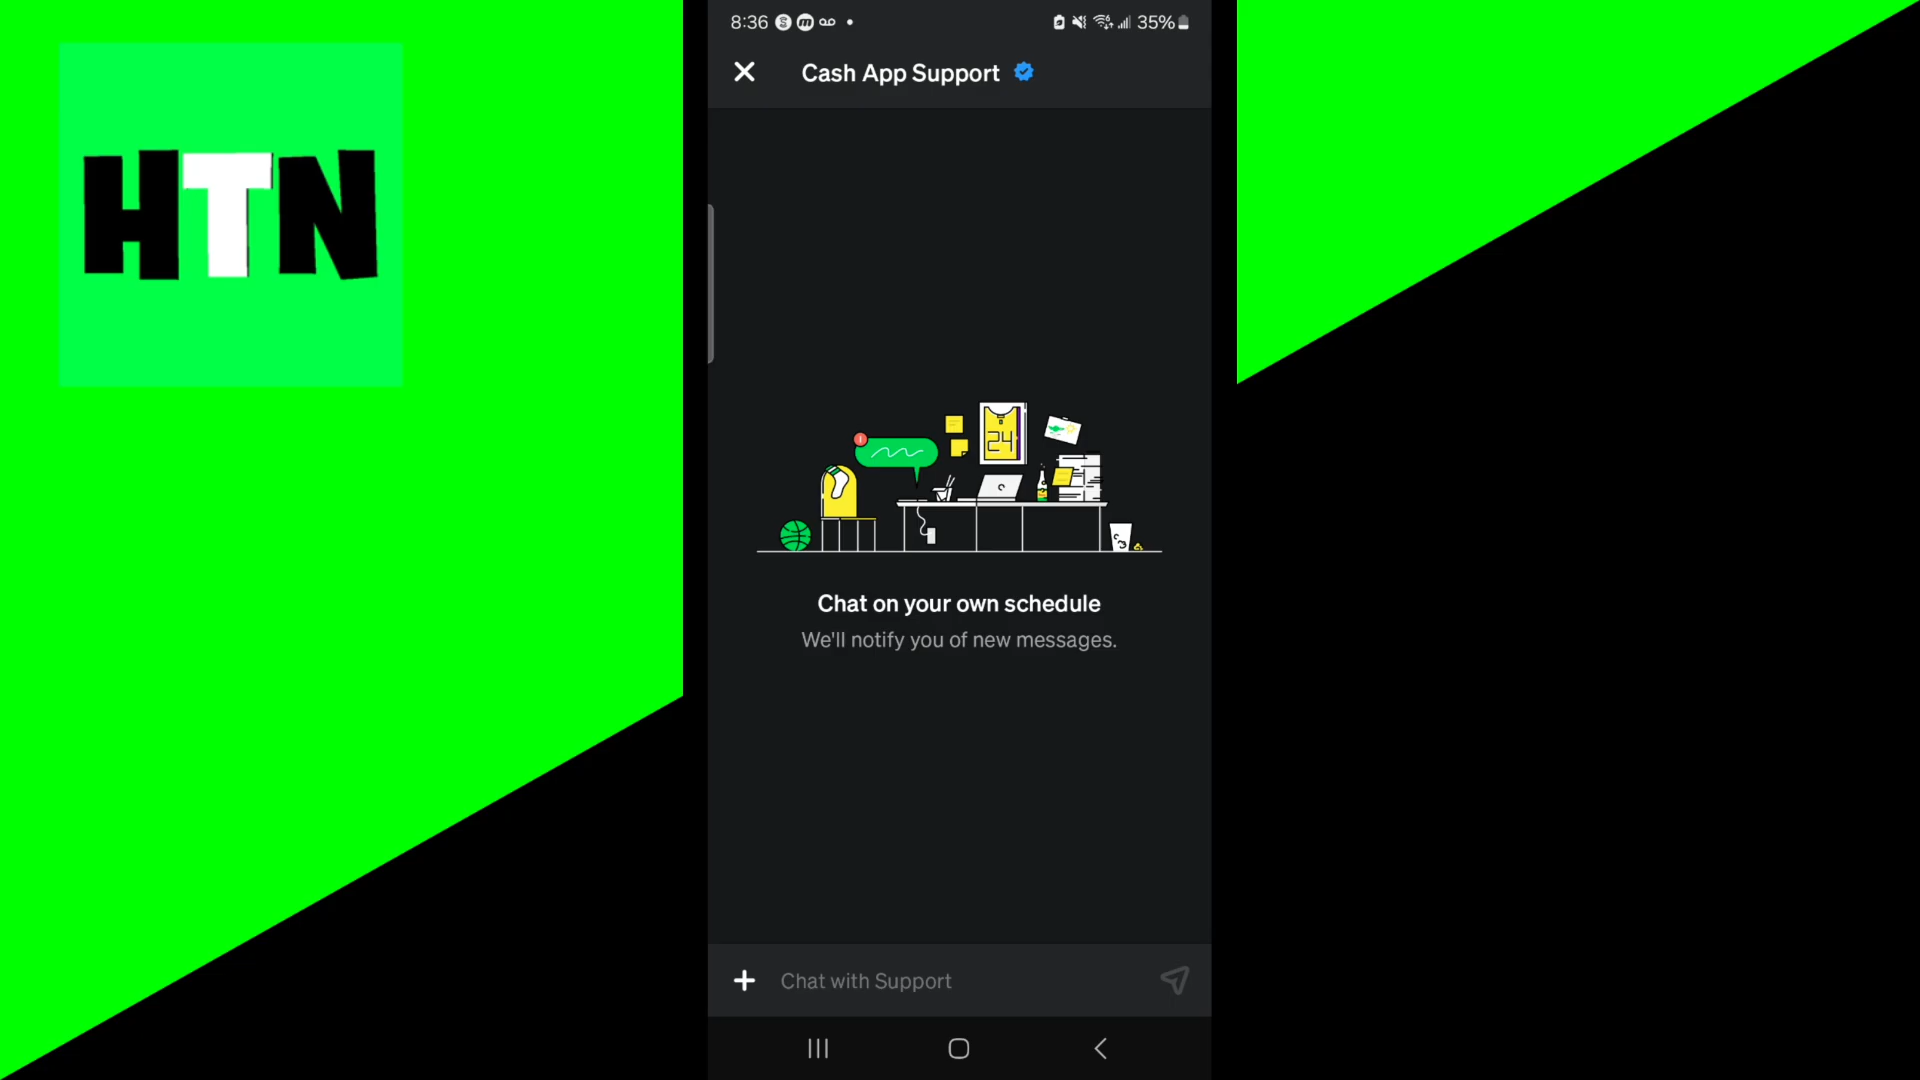 HTN
8:36
35%
Cash App Support
24
Chat on your own schedule
We'll notify you of new messages.
Chat with Support